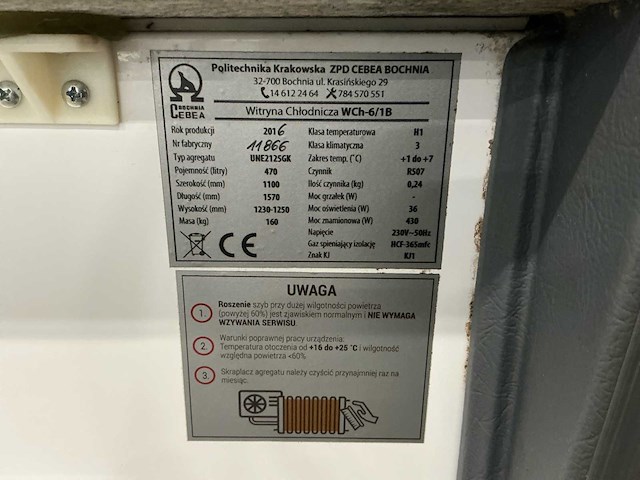 Politechnika Krakowska ZPD CEBEA BOCHNIA
32-700 Bochnia ul. Krasińskiego 29
14 612 24 64 784 570 551
BOCHNIA
CEBEA
Witryna Chłodnicza WCh-6/1B
Rok produkcji 2016 Klasa temperaturowa H1
Nr fabryczny 11866 Klasa klimatyczna 3
Typ agregatu UNE2125GK Zakres temp. (°C) +1 do +7
Pojemność (litry) 470 Czynnik R507
Szerokość (mm) 1100 Ilość czynnika (kg) 0,24
Długość (mm) 1570 Moc grzałek (W) -
Wysokość (mm) 1230-1250 Moc oświetlenia (W) 36
Masa (kg) 160 Moc znamionowa (W) 430
Napięcie 230V~50Hz
Gaz spieniający izolację HCF-365mfc
Znak KJ KJ1
CE
UWAGA
1. Roszenie szyb przy dużej wilgotności powietrza
(powyżej 60%) jest zjawiskiem normalnym i NIE WYMAGA
WZYWANIA SERWISU.
2. Warunki poprawnej pracy urządzenia:
Temperatura otoczenia od +16 do +25 °C i wilgotność
względna powietrza <60%.
3. Skraplacz agregatu należy czyścić przynajmniej raz na
miesiąc.